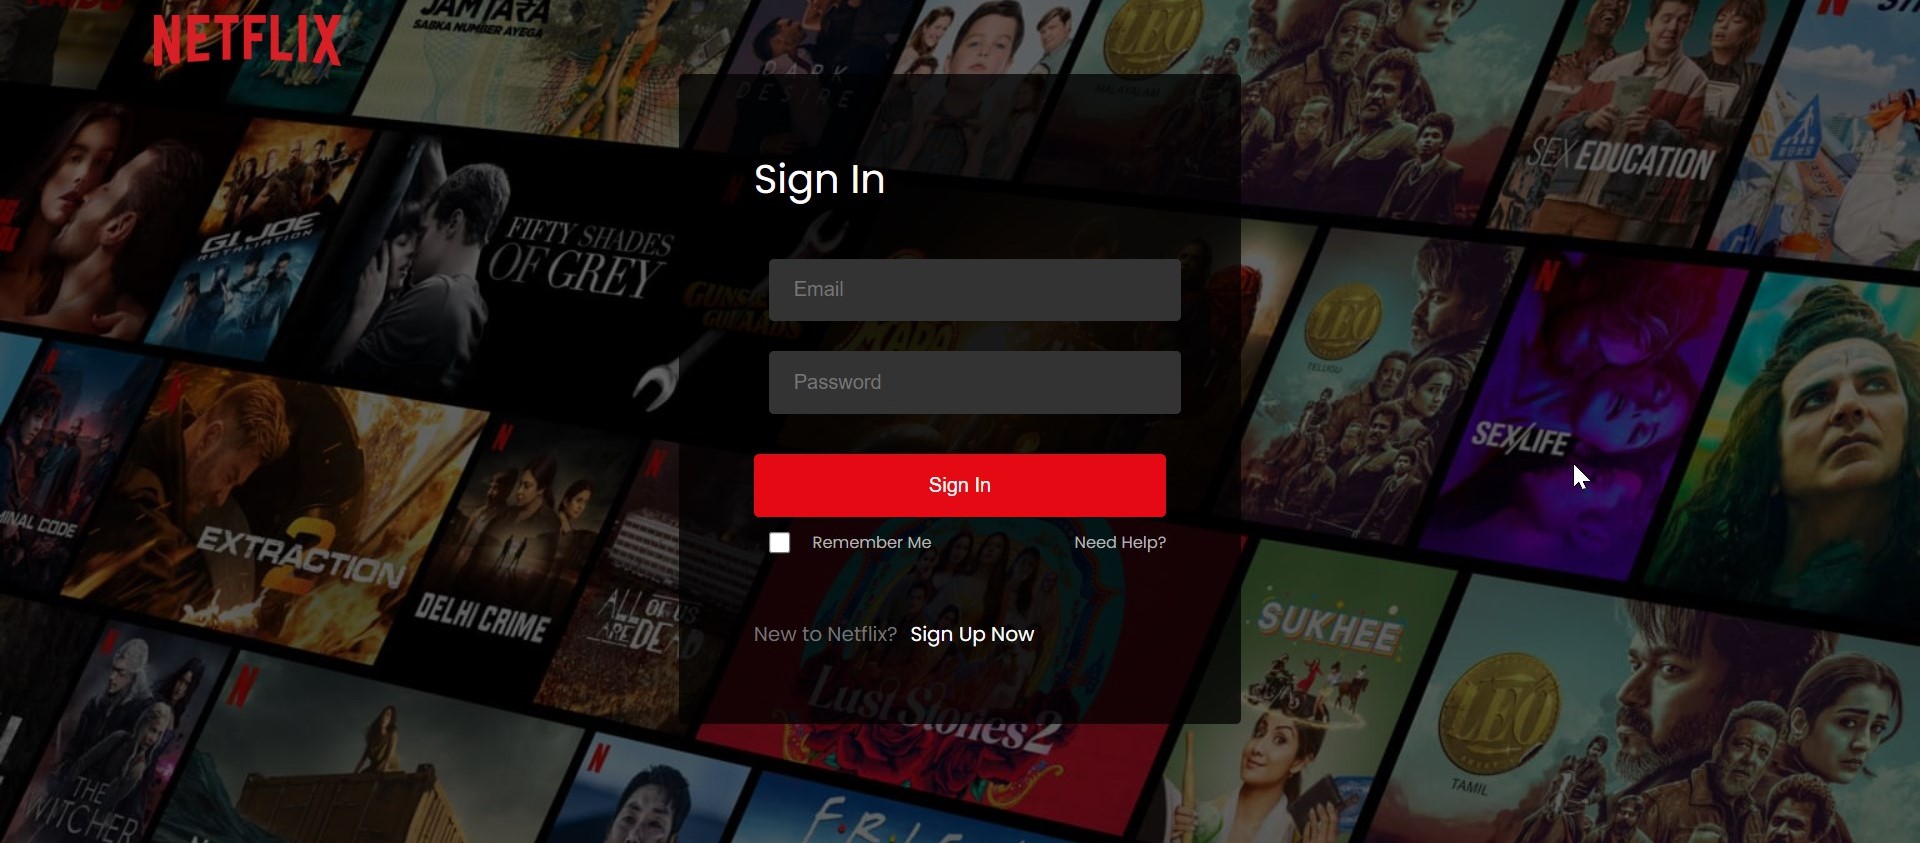 NETFLIX
JAMTARA
SABKA NUMBER AYEGA
DARK
DESIRE
LEO
MALAYALAM
SEX EDUCATION
Sign In
G.I. JOE
RETALIATION
FIFTY SHADES
OF GREY
GUNS &
GULAABS
Email
LEO
TELUGU
Password
SEX/LIFE
Sign In
EXTRACTION
2
DELHI CRIME
ALL OF US
ARE DEAD
Remember Me
Need Help?
SUKHEE
New to Netflix? Sign Up Now
Lust Stories 2
LEO
TAMIL
THE
WITCHER